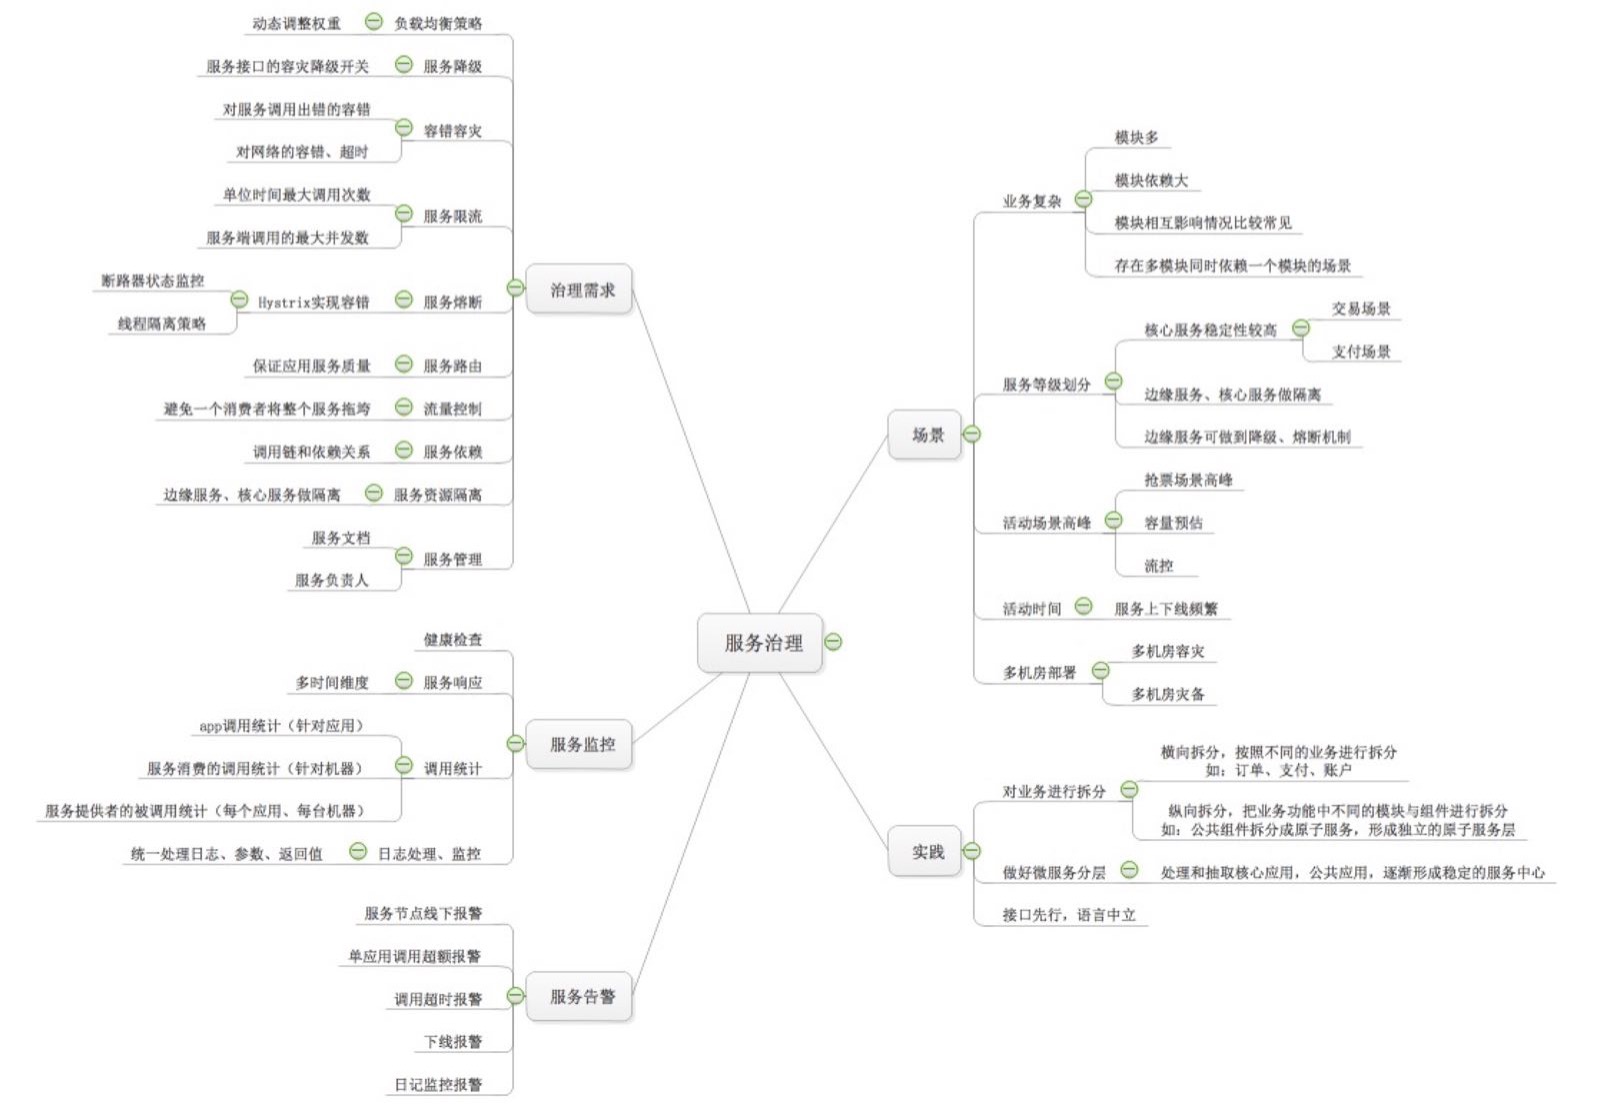 服务治理
治理需求
负载均衡策略
动态调整权重
服务降级
服务接口的容灾降级开关
容错容灾
对服务调用出错的容错
对网络的容错、超时
服务限流
单位时间最大调用次数
服务端调用的最大并发数
服务熔断
Hystrix实现容错
断路器状态监控
线程隔离策略
服务路由
保证应用服务质量
流量控制
避免一个消费者将整个服务拖垮
服务依赖
调用链和依赖关系
服务资源隔离
边缘服务、核心服务做隔离
服务管理
服务文档
服务负责人
服务监控
健康检查
服务响应
多时间维度
调用统计
app调用统计（针对应用）
服务消费的调用统计（针对机器）
服务提供者的被调用统计（每个应用、每台机器）
日志处理、监控
统一处理日志、参数、返回值
服务告警
服务节点线下报警
单应用调用超额报警
调用超时报警
下线报警
日记监控报警
场景
业务复杂
模块多
模块依赖大
模块相互影响情况比较常见
存在多模块同时依赖一个模块的场景
服务等级划分
核心服务稳定性较高
交易场景
支付场景
边缘服务、核心服务做隔离
边缘服务可做到降级、熔断机制
活动场景高峰
抢票场景高峰
容量预估
流控
活动时间
服务上下线频繁
多机房部署
多机房容灾
多机房灾备
实践
对业务进行拆分
横向拆分，按照不同的业务进行拆分
如：订单、支付、账户
纵向拆分，把业务功能中不同的模块与组件进行拆分
如：公共组件拆分成原子服务，形成独立的原子服务层
做好微服务分层
处理和抽取核心应用，公共应用，逐渐形成稳定的服务中心
接口先行，语言中立